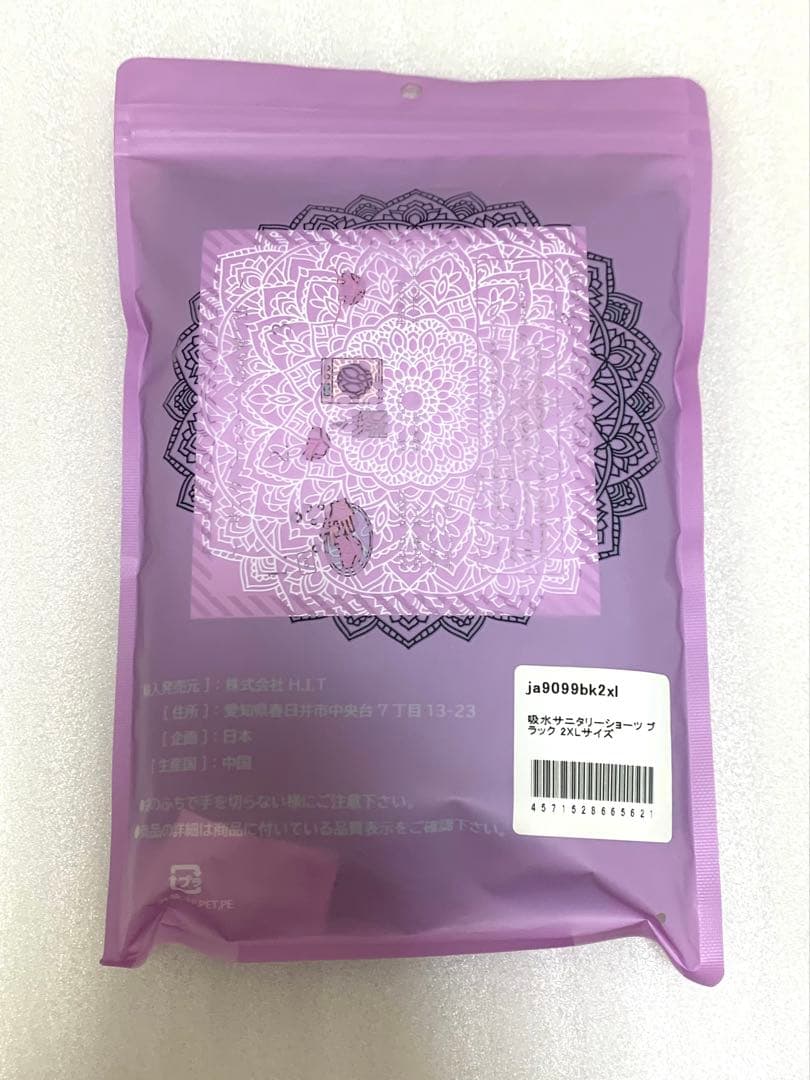 入発売元]：株式会社 H.I.T
[住所]：愛知県春日井市中央台7丁目13-23
[企画]：日本
[生産国]：中国
のふちで手を切らない様にご注意下さい。
商品の詳細は商品に付いている品質表示をご確認下さい。
プラ
PET,PE
ja9099bk2xl
吸水サニタリーショーツ ブ
ラック 2XLサイズ
4571528665621